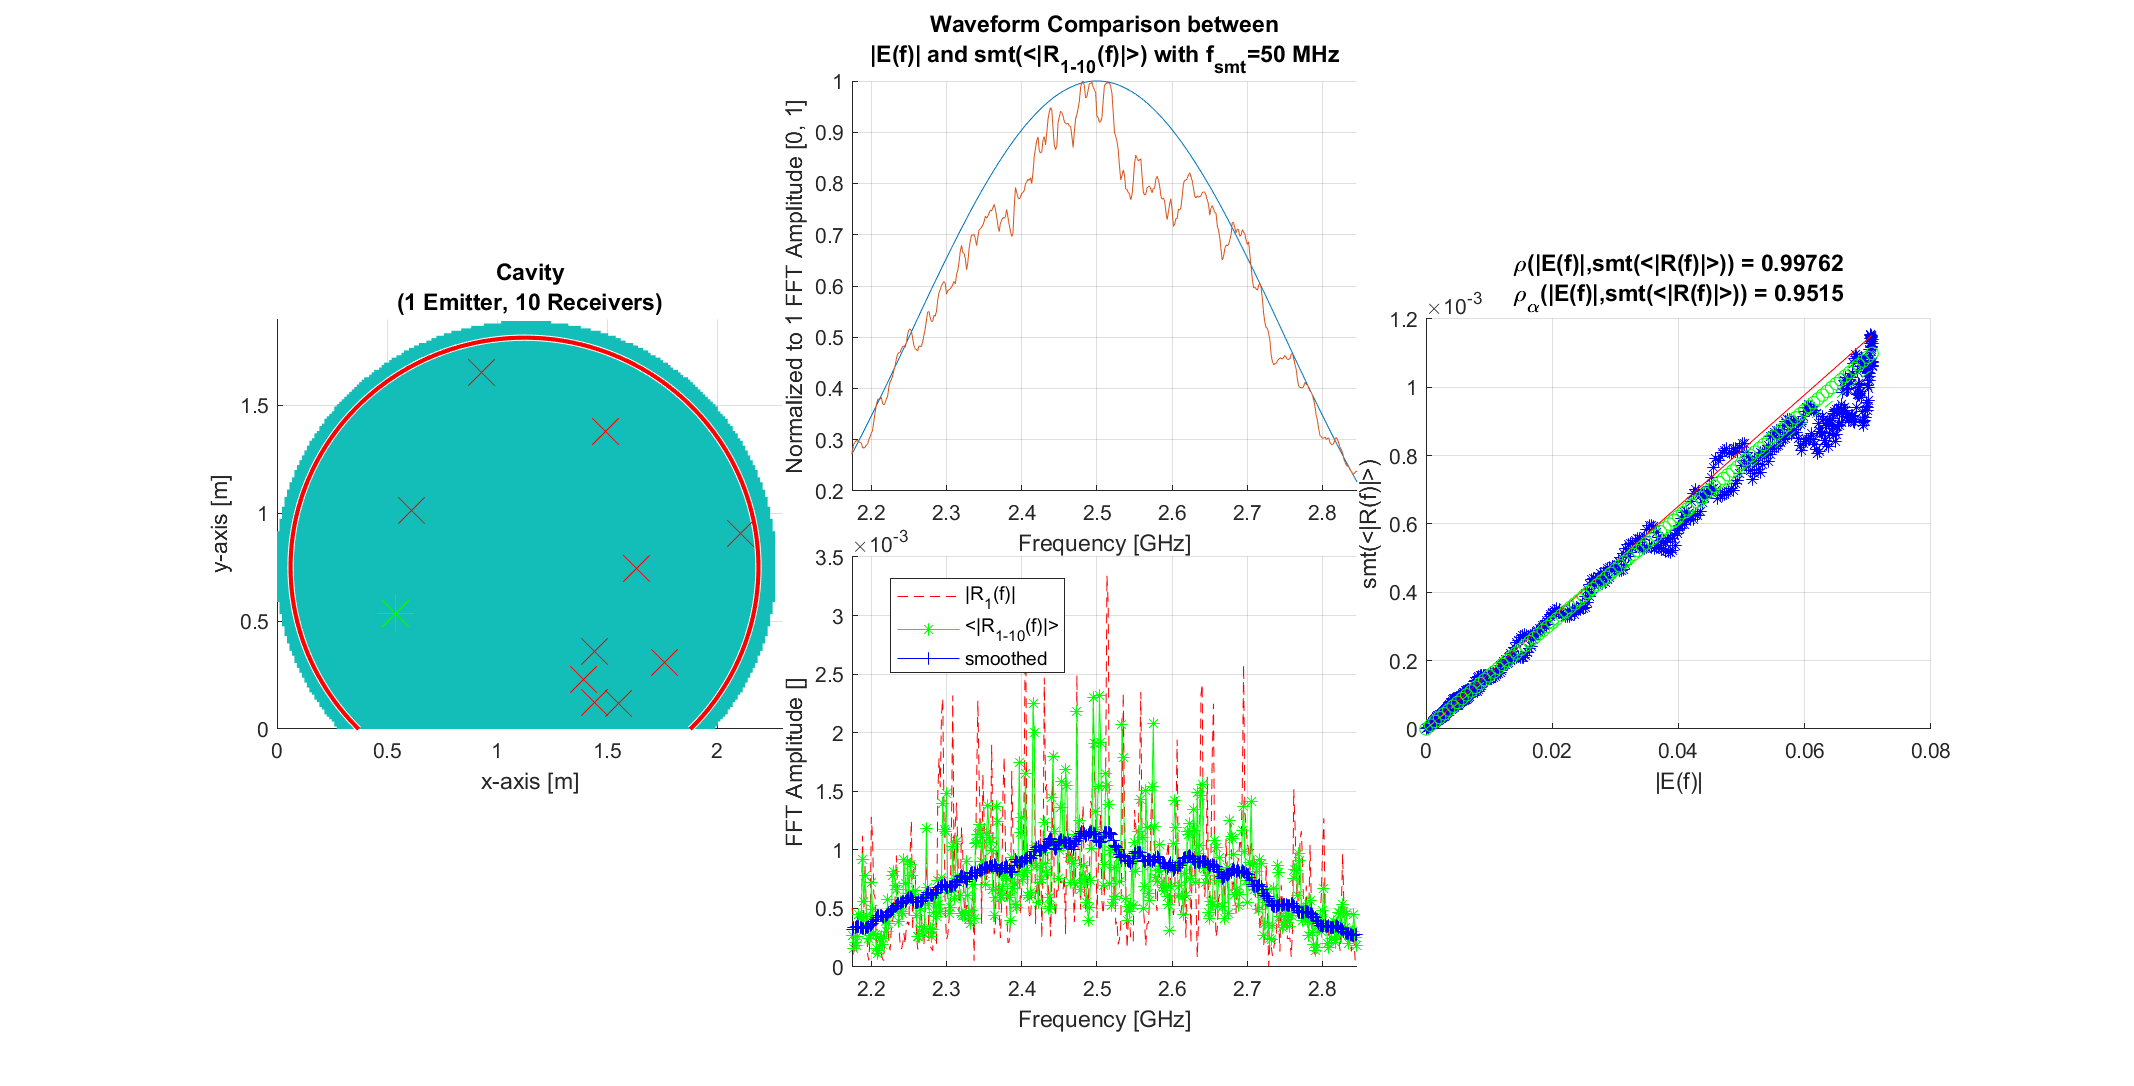 Cavity
(1 Emitter, 10 Receivers)
y-axis [m]
1.5
1
0.5
0
0 0.5 1 1.5 2
x-axis [m]
Waveform Comparison between
|E(f)| and smt(<|R1-10(f)|>) with fsmt=50 MHz
Normalized to 1 FFT Amplitude [0, 1]
1
0.9
0.8
0.7
0.6
0.5
0.4
0.3
0.2
2.2 2.3 2.4 2.5 2.6 2.7 2.8
Frequency [GHz]
×10-3
FFT Amplitude []
3.5
3
2.5
2
1.5
1
0.5
0
|R1(f)|
<|R1-10(f)|>
smoothed
2.2 2.3 2.4 2.5 2.6 2.7 2.8
Frequency [GHz]
ρ(|E(f)|,smt(<|R(f)|>)) = 0.99762
ρα(|E(f)|,smt(<|R(f)|>)) = 0.9515
×10-3
smt(<|R(f)|>)
1.2
1
0.8
0.6
0.4
0.2
0
0 0.02 0.04 0.06 0.08
|E(f)|